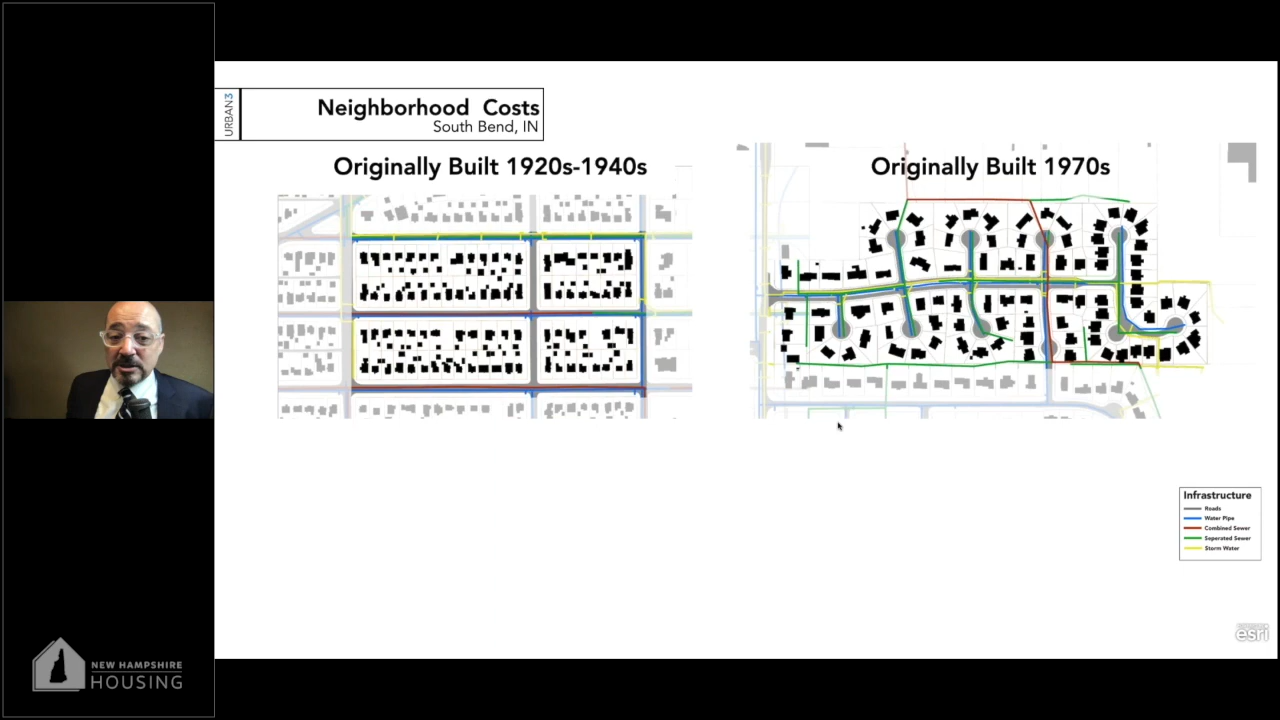 URBAN3
Neighborhood Costs
South Bend, IN
Originally Built 1920s-1940s
Originally Built 1970s
Infrastructure
Roads
Water Pipe
Combined Sewer
Seperated Sewer
Storm Water
esri
NEW HAMPSHIRE
HOUSING